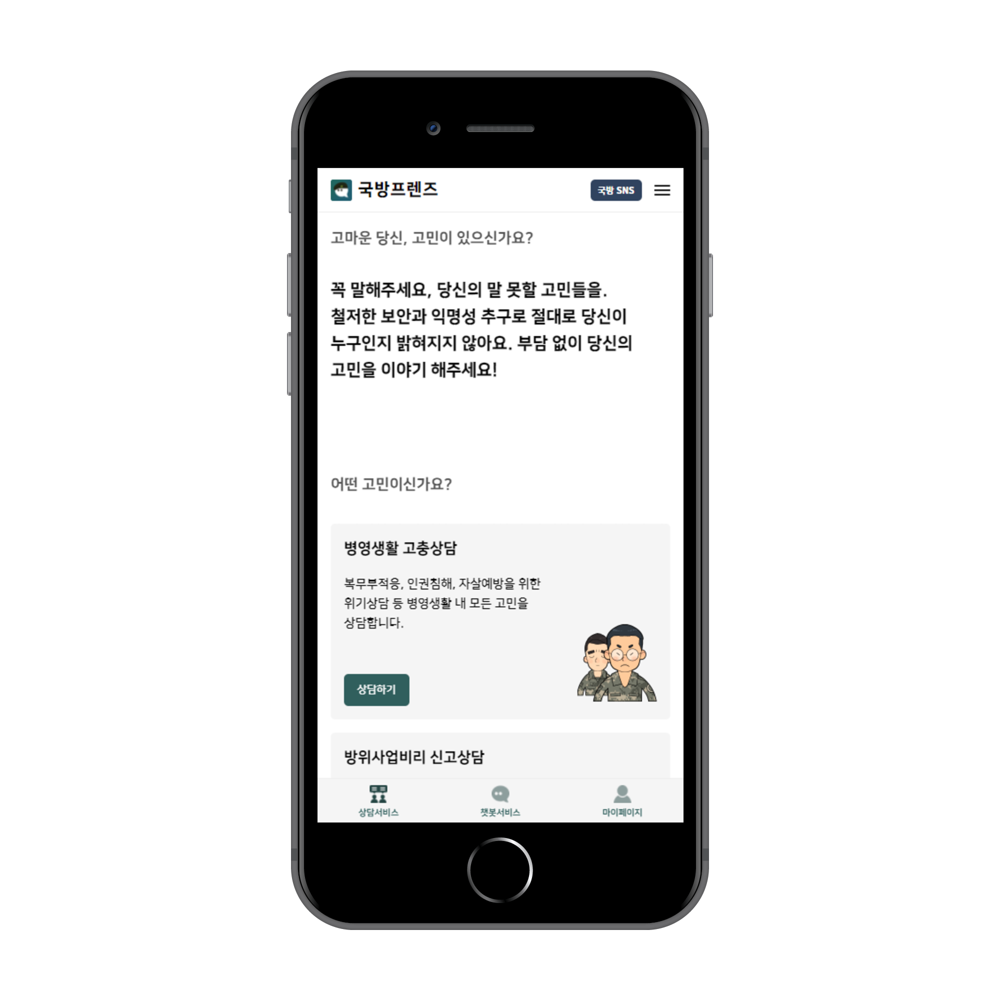 국방프렌즈
국방 SNS
고마운 당신, 고민이 있으신가요?
꼭 말해주세요, 당신의 말 못할 고민들을.
철저한 보안과 익명성 추구로 절대로 당신이
누구인지 밝혀지지 않아요. 부담 없이 당신의
고민을 이야기 해주세요!
어떤 고민이신가요?
병영생활 고충상담
복무부적응, 인권침해, 자살예방을 위한
위기상담 등 병영생활 내 모든 고민을
상담합니다.
상담하기
방위사업비리 신고상담
상담서비스
챗봇서비스
마이페이지